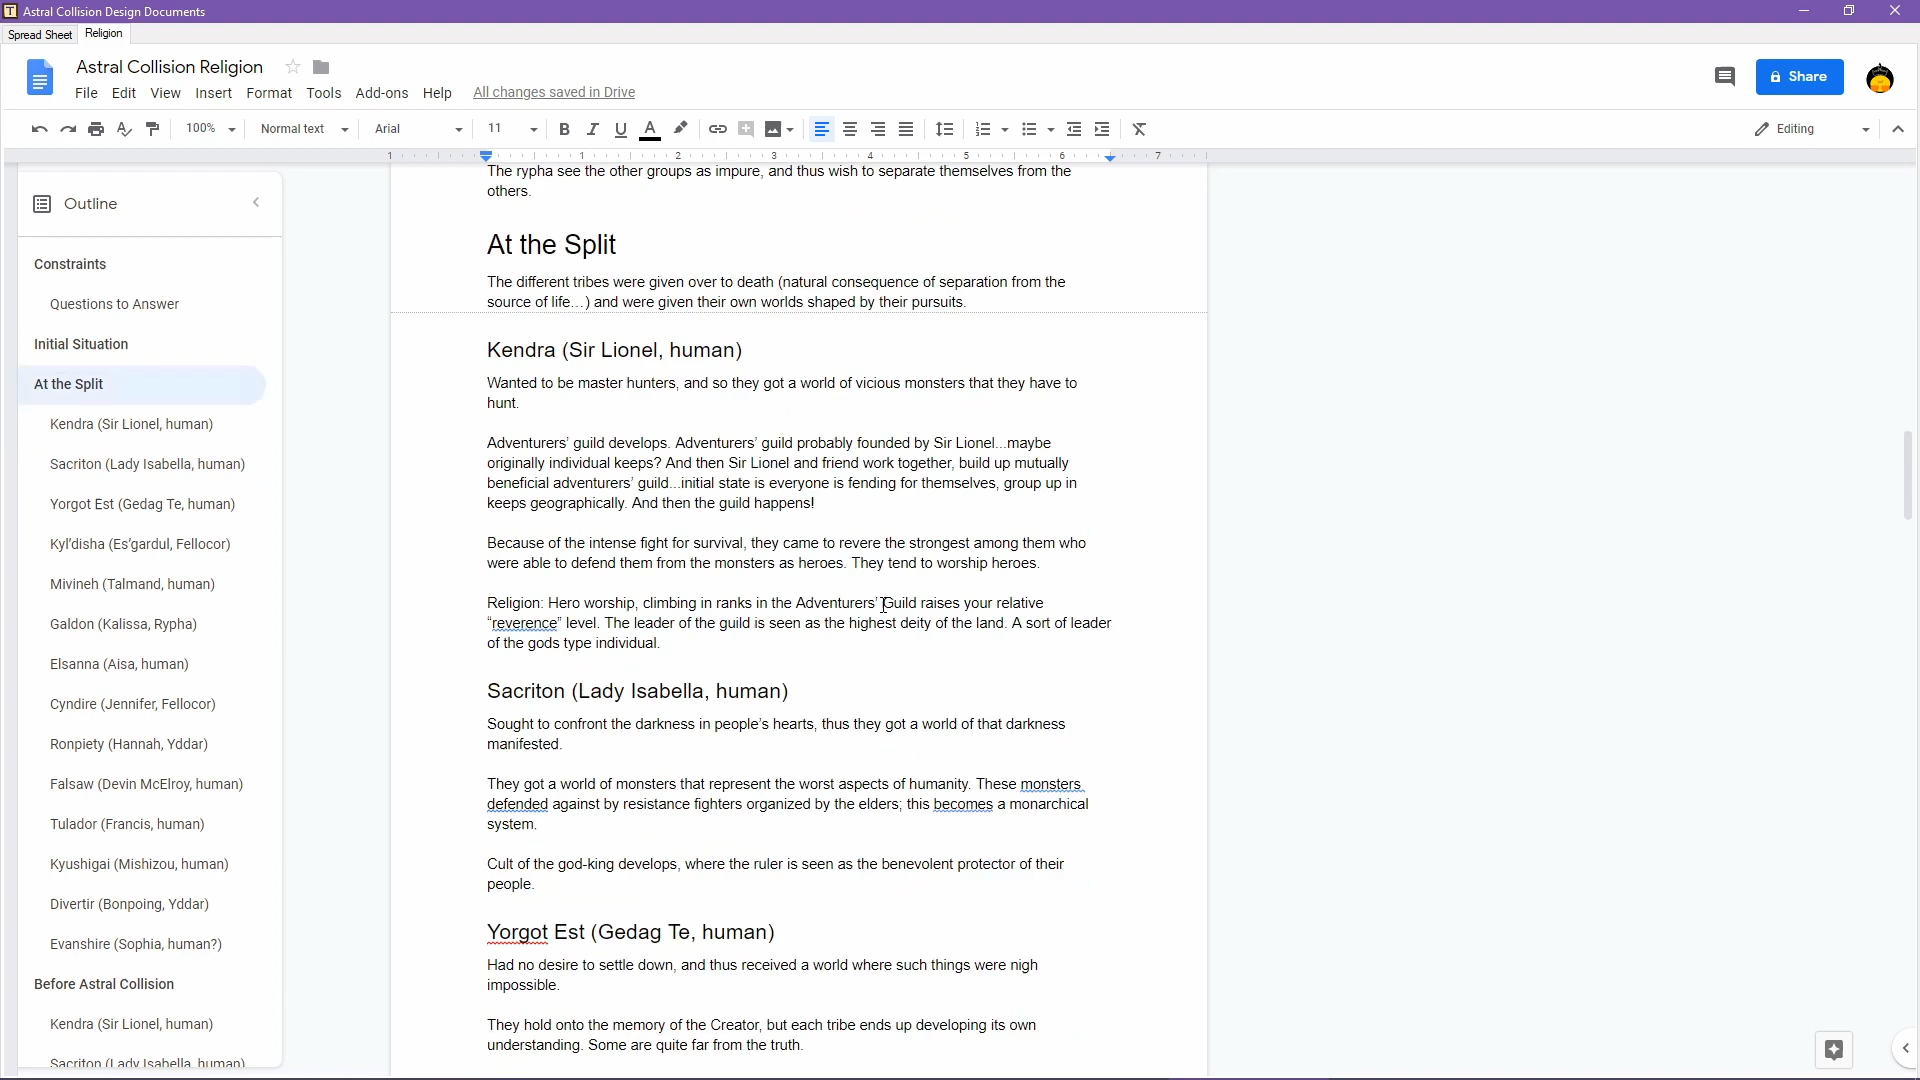 Astral Collision Design Documents
Spread Sheet
Religion
Astral Collision Religion
File Edit View Insert Format Tools Add-ons Help All changes saved in Drive
Share
100% Normal text Arial 11
Editing
1 1 2 3 4 5 6 7
Outline
Constraints
Questions to Answer
Initial Situation
At the Split
Kendra (Sir Lionel, human)
Sacriton (Lady Isabella, human)
Yorgot Est (Gedag Te, human)
Kyl'disha (Es'gardul, Fellocor)
Mivineh (Talmand, human)
Galdon (Kalissa, Rypha)
Elsanna (Aisa, human)
Cyndire (Jennifer, Fellocor)
Ronpiety (Hannah, Yddar)
Falsaw (Devin McElroy, human)
Tulador (Francis, human)
Kyushigai (Mishizou, human)
Divertir (Bonpoing, Yddar)
Evanshire (Sophia, human?)
Before Astral Collision
Kendra (Sir Lionel, human)
Sacriton (Lady Isabella, human)
The rypha see the other groups as impure, and thus wish to separate themselves from the
others.
At the Split
The different tribes were given over to death (natural consequence of separation from the
source of life…) and were given their own worlds shaped by their pursuits.
Kendra (Sir Lionel, human)
Wanted to be master hunters, and so they got a world of vicious monsters that they have to
hunt.
Adventurers’ guild develops. Adventurers’ guild probably founded by Sir Lionel...maybe
originally individual keeps? And then Sir Lionel and friend work together, build up mutually
beneficial adventurers’ guild...initial state is everyone is fending for themselves, group up in
keeps geographically. And then the guild happens!
Because of the intense fight for survival, they came to revere the strongest among them who
were able to defend them from the monsters as heroes. They tend to worship heroes.
Religion: Hero worship, climbing in ranks in the Adventurers’ Guild raises your relative
“reverence” level. The leader of the guild is seen as the highest deity of the land. A sort of leader
of the gods type individual.
Sacriton (Lady Isabella, human)
Sought to confront the darkness in people’s hearts, thus they got a world of that darkness
manifested.
They got a world of monsters that represent the worst aspects of humanity. These monsters
defended against by resistance fighters organized by the elders; this becomes a monarchical
system.
Cult of the god-king develops, where the ruler is seen as the benevolent protector of their
people.
Yorgot Est (Gedag Te, human)
Had no desire to settle down, and thus received a world where such things were nigh
impossible.
They hold onto the memory of the Creator, but each tribe ends up developing its own
understanding. Some are quite far from the truth.